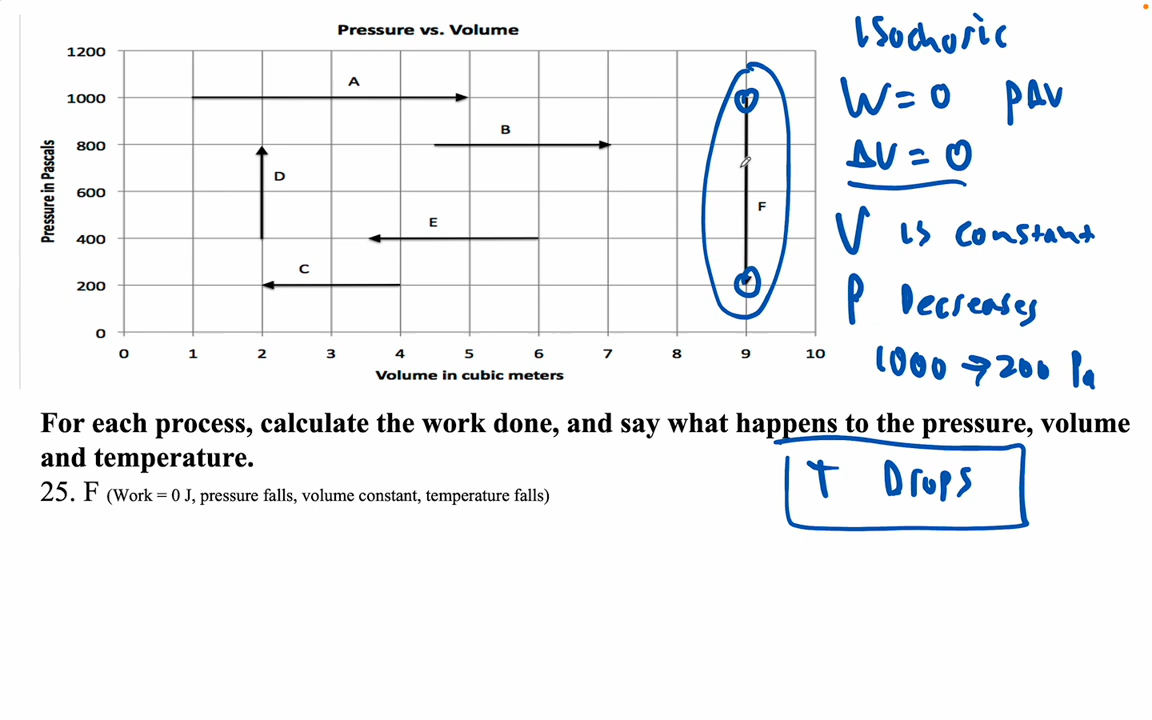 Pressure vs. Volume
1200
1000
800
600
400
200
0
Pressure in Pascals
A
B
D
E
C
F
0 1 2 3 4 5 6 7 8 9 10
Volume in cubic meters
Isochoric
W = 0 PΔV
ΔV = 0
V is constant
P Decreases
1000 → 200 Pa
For each process, calculate the work done, and say what happens to the pressure, volume
and temperature.
T Drops
25. F (Work = 0 J, pressure falls, volume constant, temperature falls)